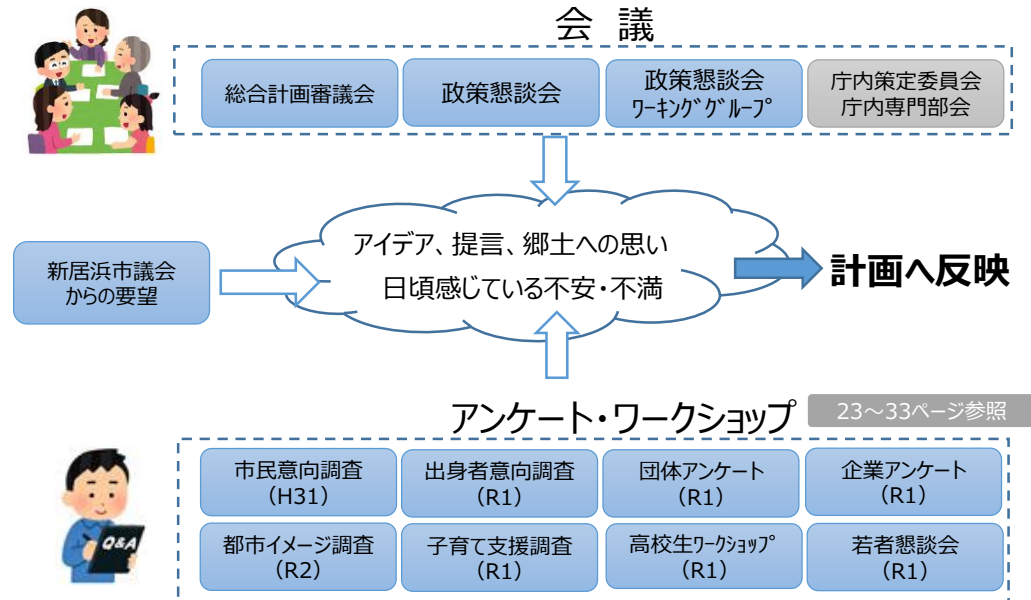 会 議
総合計画審議会
政策懇談会
政策懇談会
ﾜｰｷﾝｸﾞｸﾞﾙｰﾌﾟ
庁内策定委員会
庁内専門部会
新居浜市議会
からの要望
アイデア、提言、郷土への思い
日頃感じている不安・不満
計画へ反映
アンケート・ワークショップ
23～33ページ参照
市民意向調査
（H31）
出身者意向調査
（R1）
団体アンケート
（R1）
企業アンケート
（R1）
都市イメージ調査
（R2）
子育て支援調査
（R1）
高校生ﾜｰｸｼｮｯﾌﾟ
（R1）
若者懇談会
（R1）
Q&A